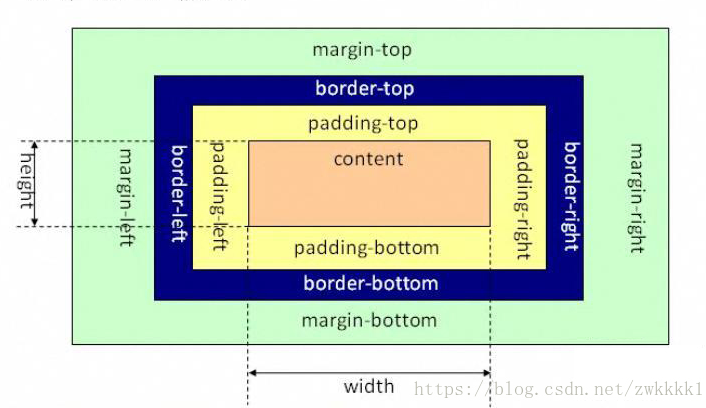 margin-top
border-top
padding-top
content
height
margin-left
border-left
padding-left
padding-right
border-right
margin-right
padding-bottom
border-bottom
margin-bottom
width
https://blog.csdn.net/zwkkkk1